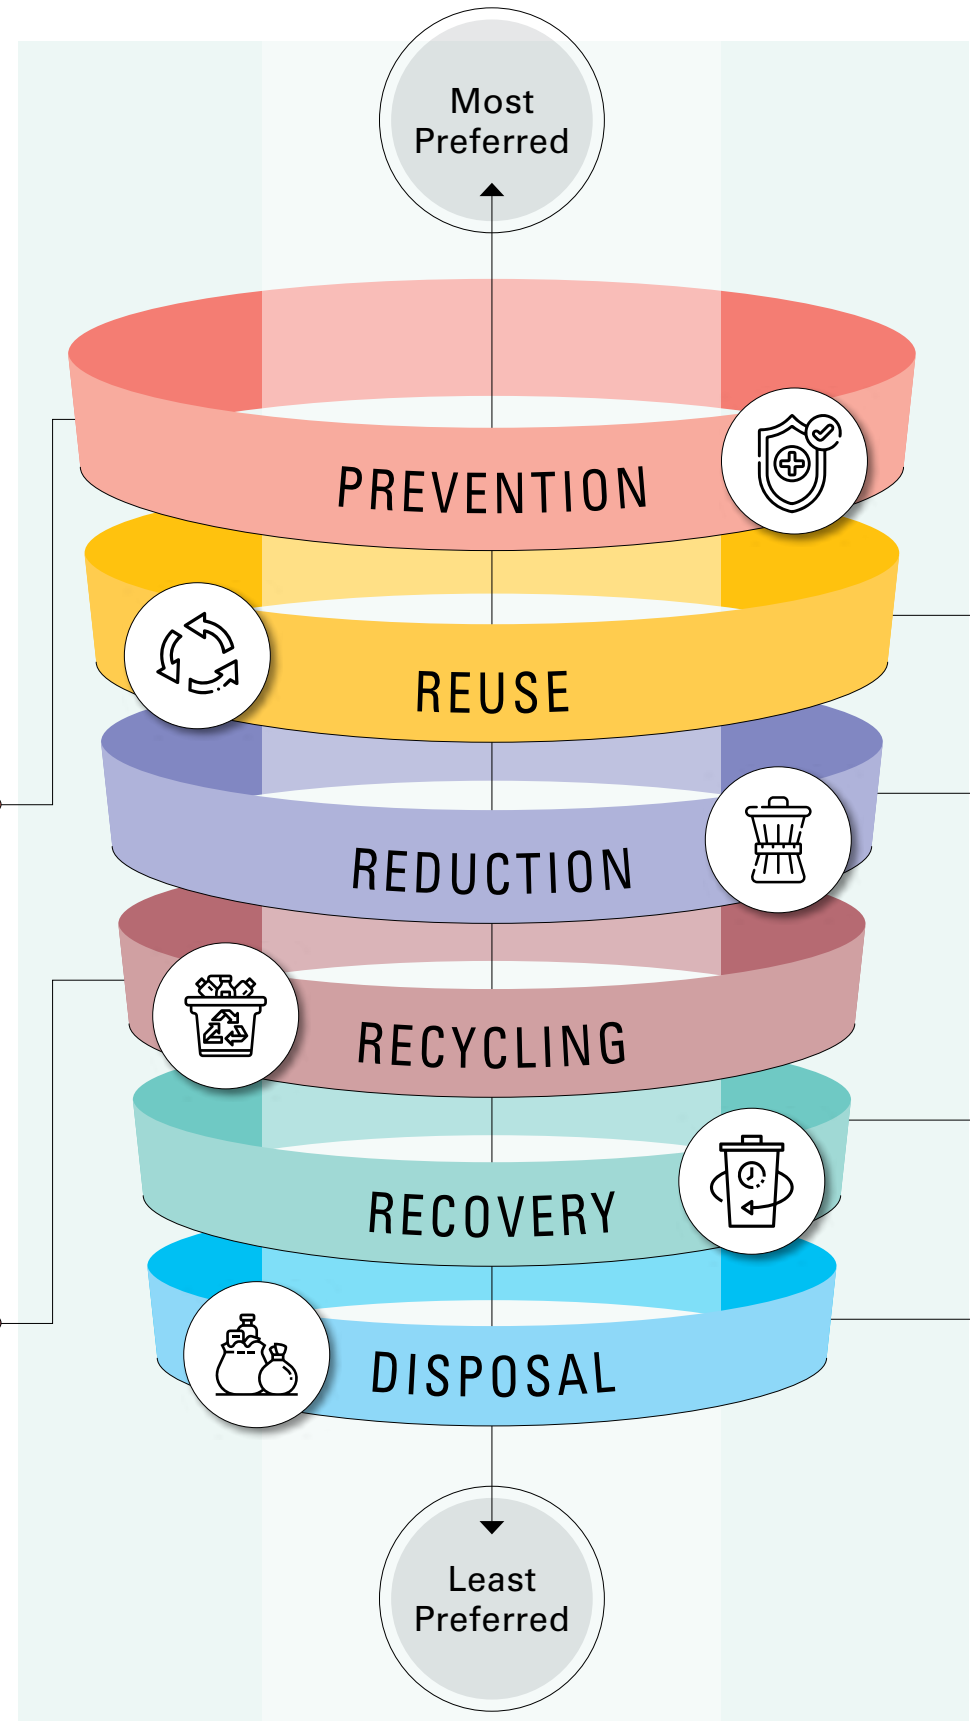 Most
Preferred
PREVENTION
REUSE
REDUCTION
RECYCLING
RECOVERY
DISPOSAL
Least
Preferred